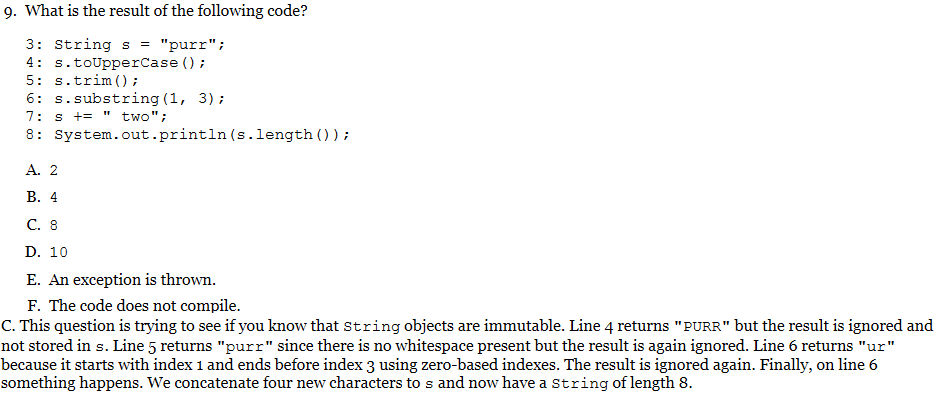 9. What is the result of the following code?
3: String s = "purr";
4: s.toUpperCase();
5: s.trim();
6: s.substring(1, 3);
7: s += " two";
8: System.out.println(s.length());
A. 2
B. 4
C. 8
D. 10
E. An exception is thrown.
F. The code does not compile.
C. This question is trying to see if you know that String objects are immutable. Line 4 returns "PURR" but the result is ignored and
not stored in s. Line 5 returns "purr" since there is no whitespace present but the result is again ignored. Line 6 returns "ur"
because it starts with index 1 and ends before index 3 using zero-based indexes. The result is ignored again. Finally, on line 6
something happens. We concatenate four new characters to s and now have a String of length 8.